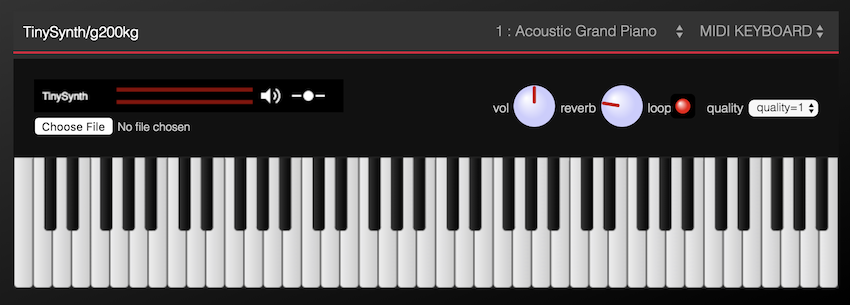 TinySynth/g200kg 1 : Acoustic Grand Piano MIDI KEYBOARD
TinySynth
vol reverb loop quality quality=1
Choose File No file chosen